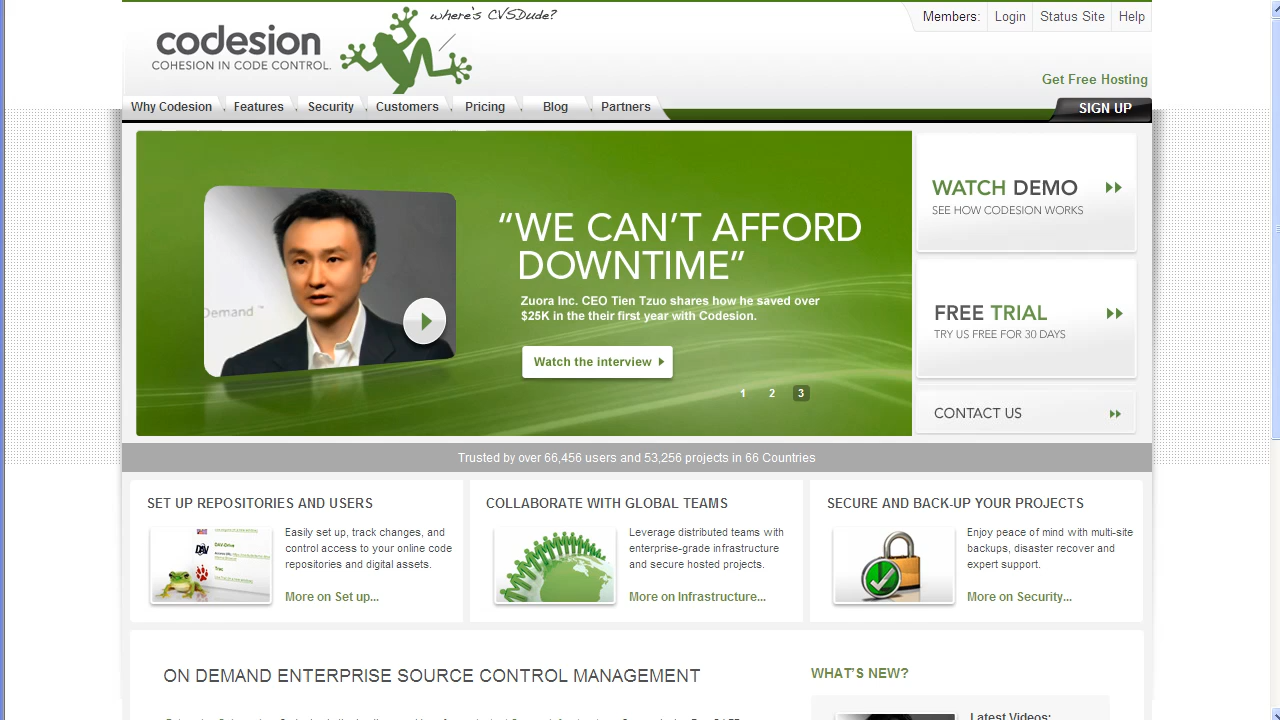 where's CVSDude?
codesion
COHESION IN CODE CONTROL.
Members: Login Status Site Help
Get Free Hosting
Why Codesion Features Security Customers Pricing Blog Partners
SIGN UP
Demand ™
“WE CAN’T AFFORD
DOWNTIME”
Zuora Inc. CEO Tien Tzuo shares how he saved over
$25K in the their first year with Codesion.
Watch the interview
1 2 3
WATCH DEMO
SEE HOW CODESION WORKS
FREE TRIAL
TRY US FREE FOR 30 DAYS
CONTACT US
Trusted by over 66,456 users and 53,256 projects in 66 Countries
SET UP REPOSITORIES AND USERS
Easily set up, track changes, and
control access to your online code
repositories and digital assets.
More on Set up...
COLLABORATE WITH GLOBAL TEAMS
Leverage distributed teams with
enterprise-grade infrastructure
and secure hosted projects.
More on Infrastructure...
SECURE AND BACK-UP YOUR PROJECTS
Enjoy peace of mind with multi-site
backups, disaster recover and
expert support.
More on Security...
ON DEMAND ENTERPRISE SOURCE CONTROL MANAGEMENT
WHAT’S NEW?
Latest Videos: